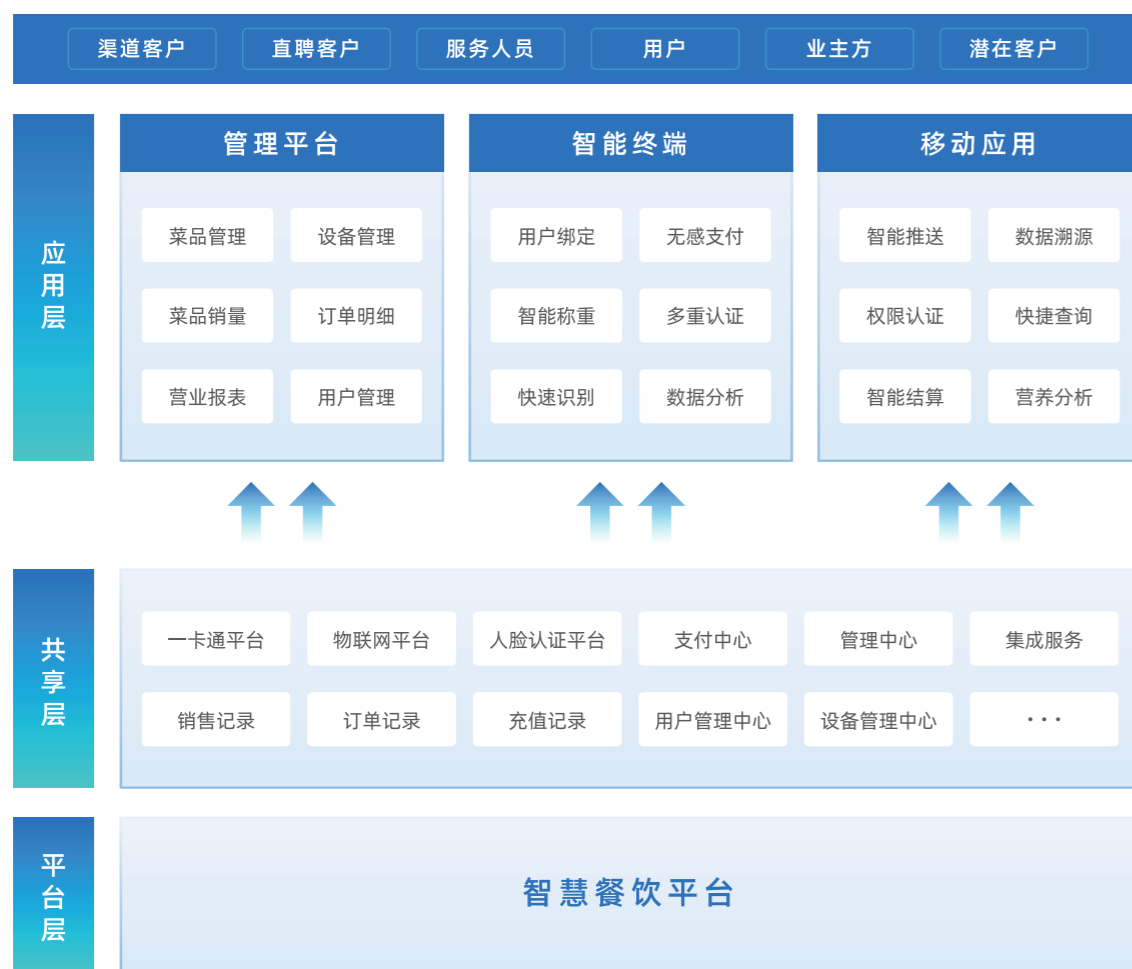 渠道客户 直聘客户 服务人员 用户 业主方 潜在客户
应用层
管理平台 智能终端 移动应用
菜品管理 设备管理 用户绑定 无感支付 智能推送 数据溯源
菜品销量 订单明细 智能称重 多重认证 权限认证 快捷查询
营业报表 用户管理 快速识别 数据分析 智能结算 营养分析
共享层
一卡通平台 物联网平台 人脸认证平台 支付中心 管理中心 集成服务
销售记录 订单记录 充值记录 用户管理中心 设备管理中心 ···
平台层
智慧餐饮平台